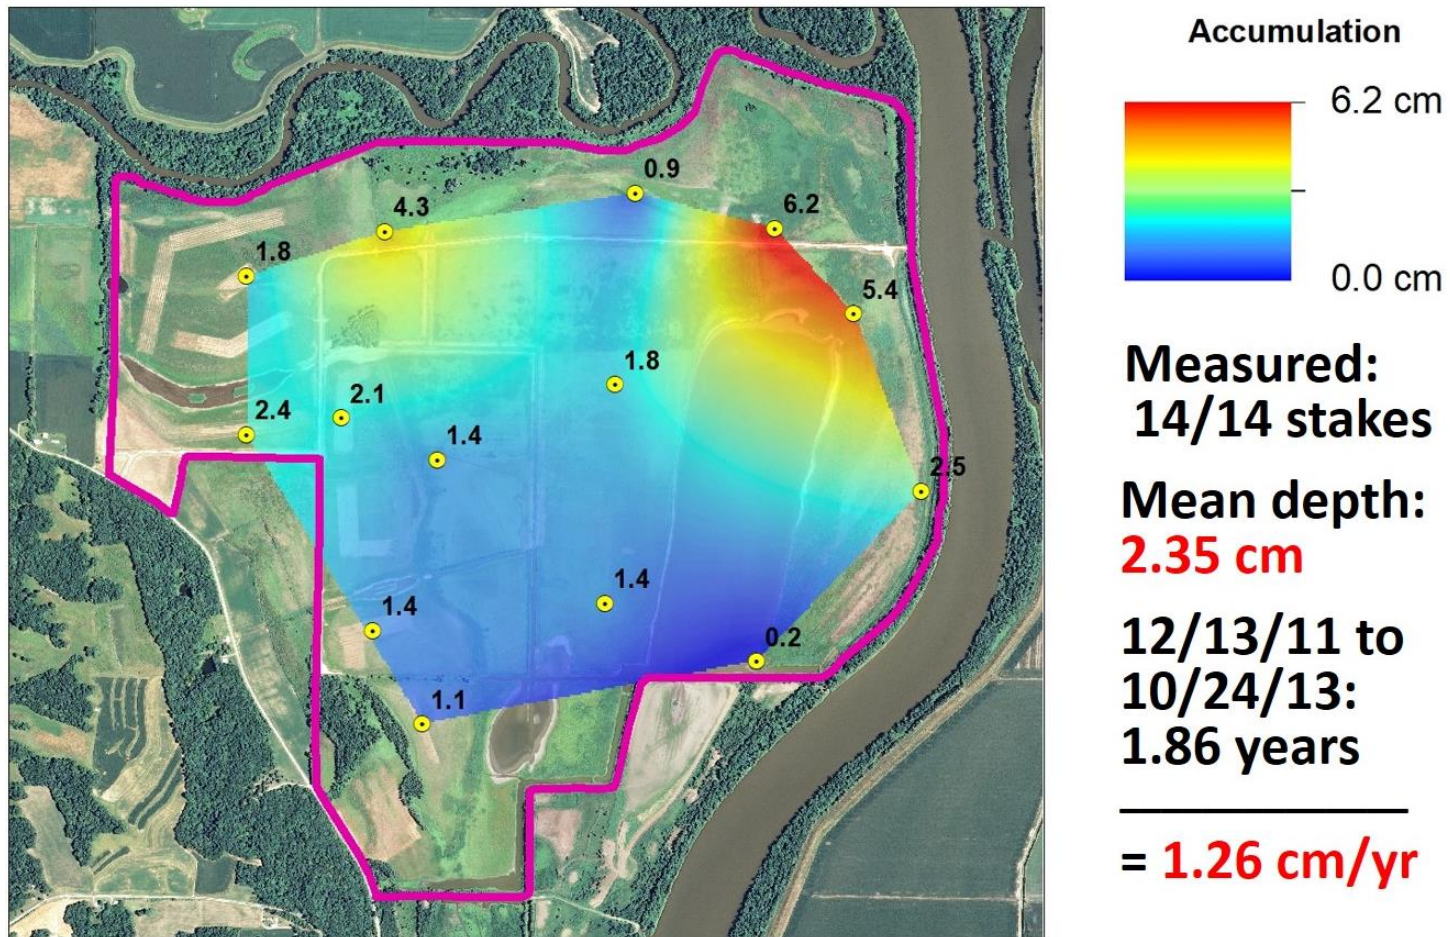 Accumulation
6.2 cm
0.0 cm
0.9
4.3
6.2
1.8
5.4
1.8
2.1
2.4
1.4
2.5
1.4
1.4
0.2
1.1
Measured:
14/14 stakes
Mean depth:
2.35 cm
12/13/11 to
10/24/13:
1.86 years
= 1.26 cm/yr